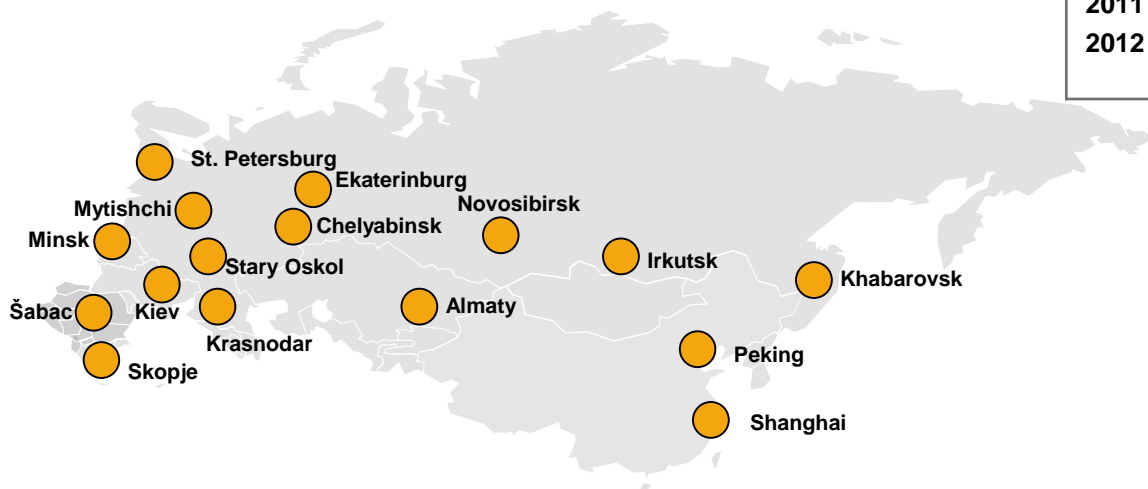 2011
2012
St. Petersburg
Ekaterinburg
Mytishchi
Novosibirsk
Chelyabinsk
Minsk
Stary Oskol
Irkutsk
Khabarovsk
Šabac
Kiev
Almaty
Krasnodar
Peking
Skopje
Shanghai